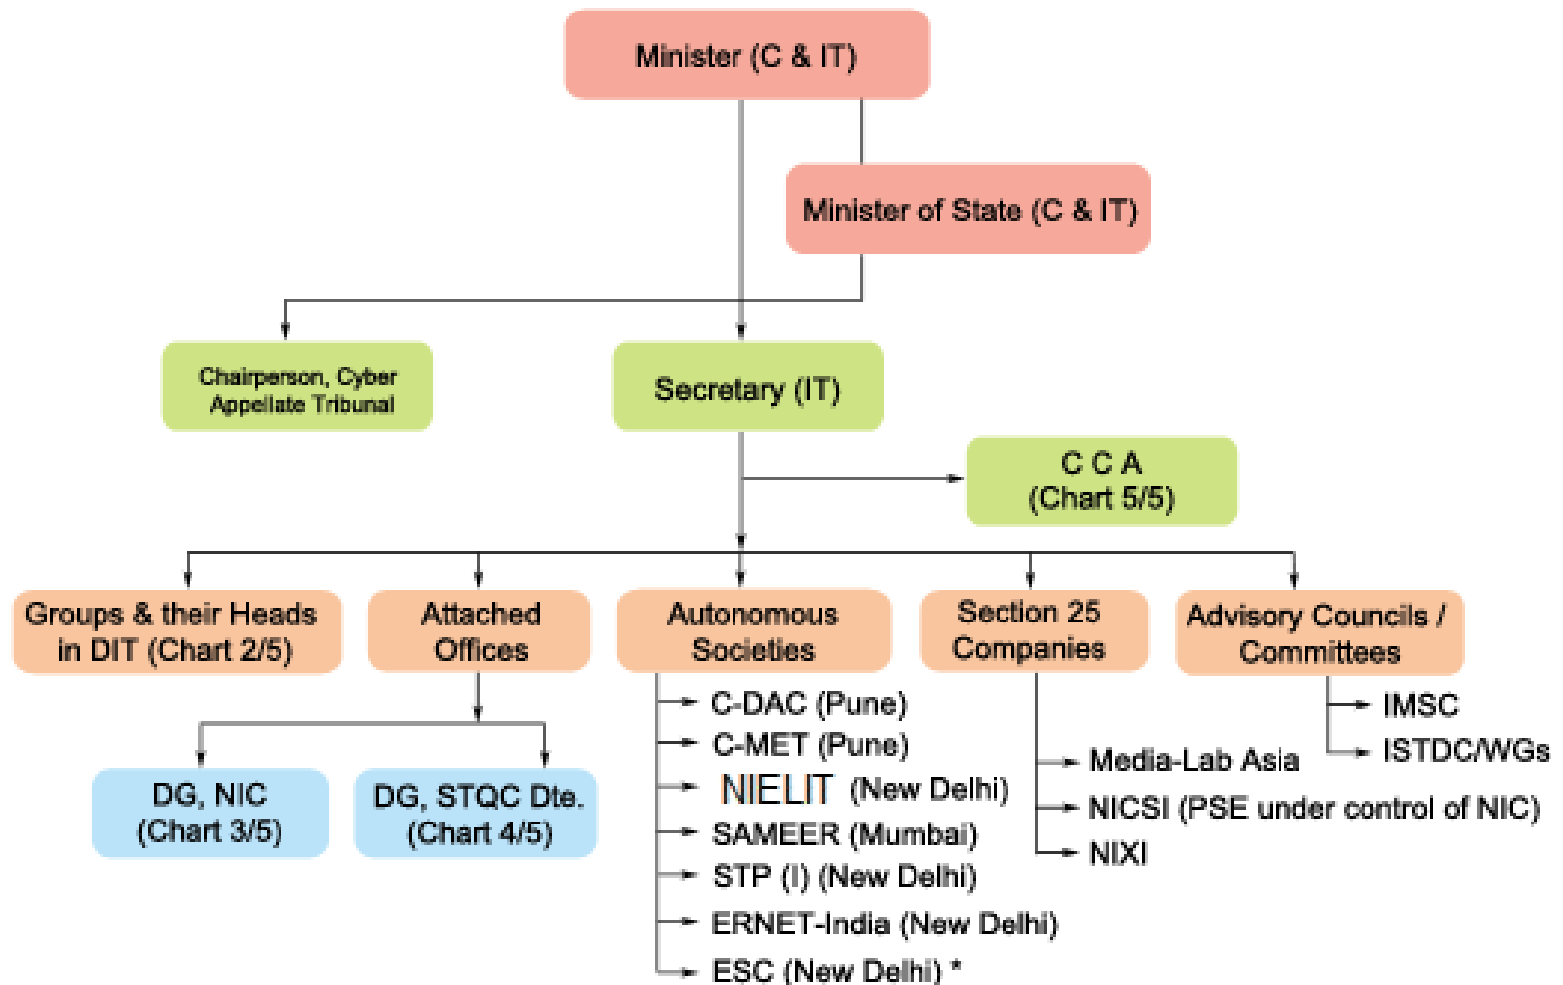 Minister (C & IT)
Minister of State (C & IT)
Chairperson, Cyber
Appellate Tribunal
Secretary (IT)
C C A
(Chart 5/5)
Groups & their Heads
in DIT (Chart 2/5)
Attached
Offices
Autonomous
Societies
Section 25
Companies
Advisory Councils /
Committees
DG, NIC
(Chart 3/5)
DG, STQC Dte.
(Chart 4/5)
C-DAC (Pune)
C-MET (Pune)
NIELIT (New Delhi)
SAMEER (Mumbai)
STP (I) (New Delhi)
ERNET-India (New Delhi)
ESC (New Delhi) *
Media-Lab Asia
NICSI (PSE under control of NIC)
NIXI
IMSC
ISTDC/WGs